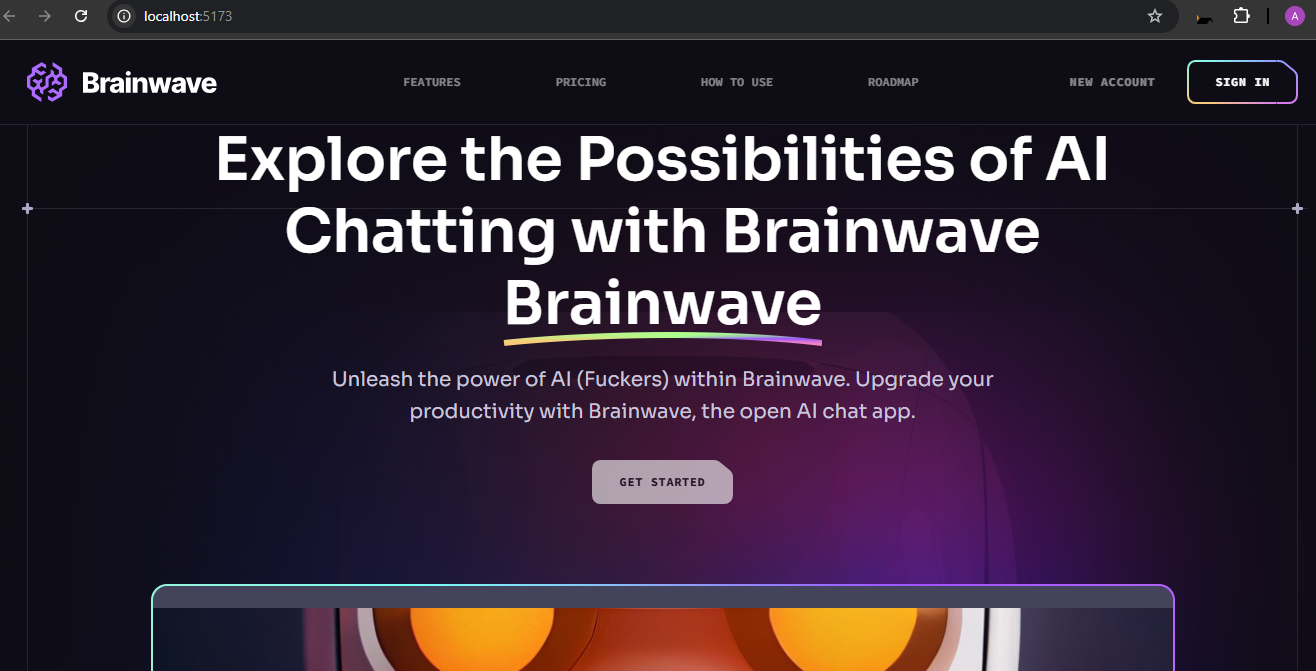 localhost:5173
A
Brainwave
FEATURES
PRICING
HOW TO USE
ROADMAP
NEW ACCOUNT
SIGN IN
Explore the Possibilities of AI
Chatting with Brainwave
Brainwave
Unleash the power of AI (Fuckers) within Brainwave. Upgrade your
productivity with Brainwave, the open AI chat app.
GET STARTED